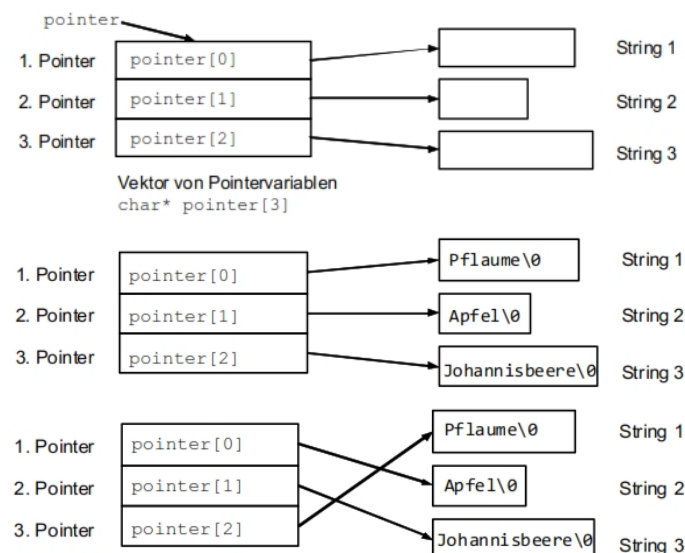 pointer
1. Pointer pointer[0] String 1
2. Pointer pointer[1] String 2
3. Pointer pointer[2] String 3
Vektor von Pointervariablen
char* pointer[3]
1. Pointer pointer[0] Pflaume\0 String 1
2. Pointer pointer[1] Apfel\0 String 2
3. Pointer pointer[2] Johannisbeere\0 String 3
1. Pointer pointer[0] Pflaume\0 String 1
2. Pointer pointer[1] Apfel\0 String 2
3. Pointer pointer[2] Johannisbeere\0 String 3